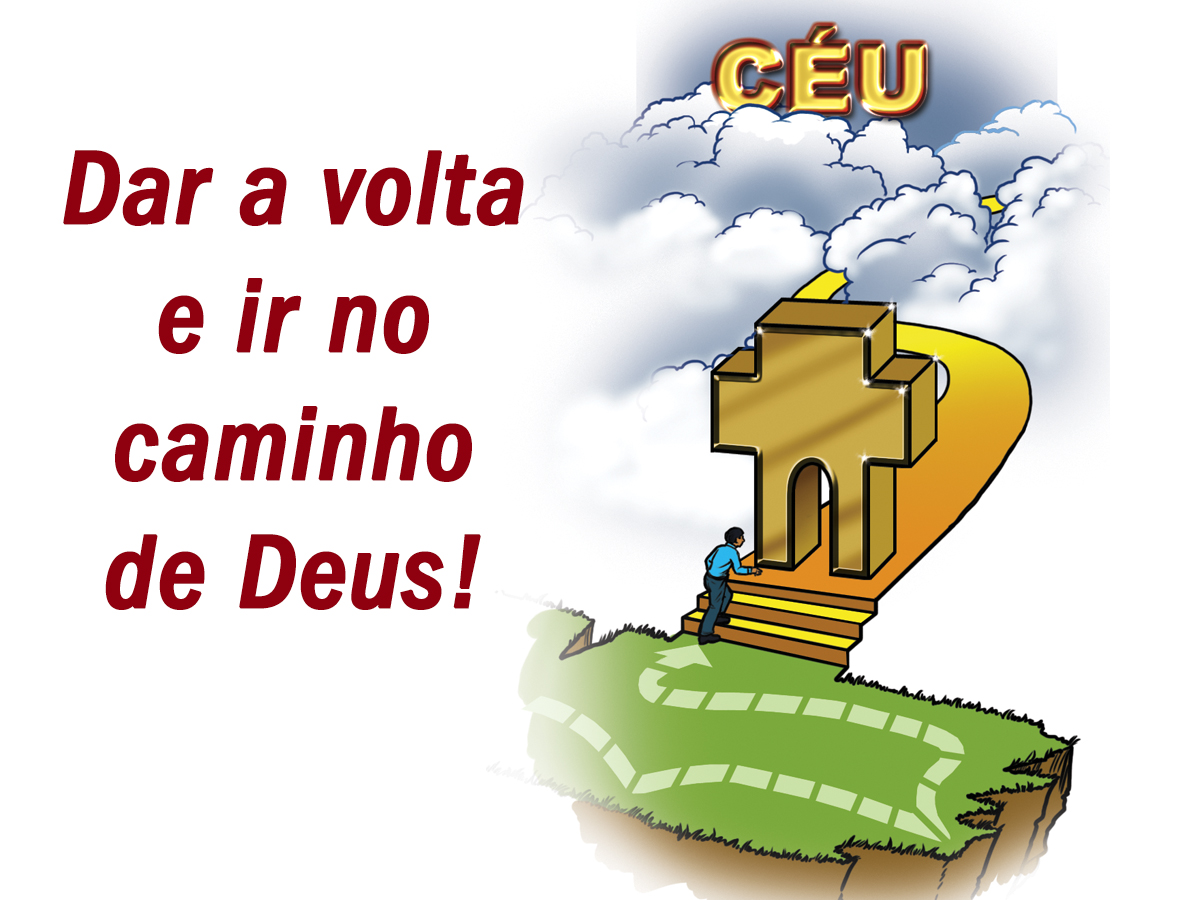 CÉU
Dar a volta
e ir no
caminho
de Deus!